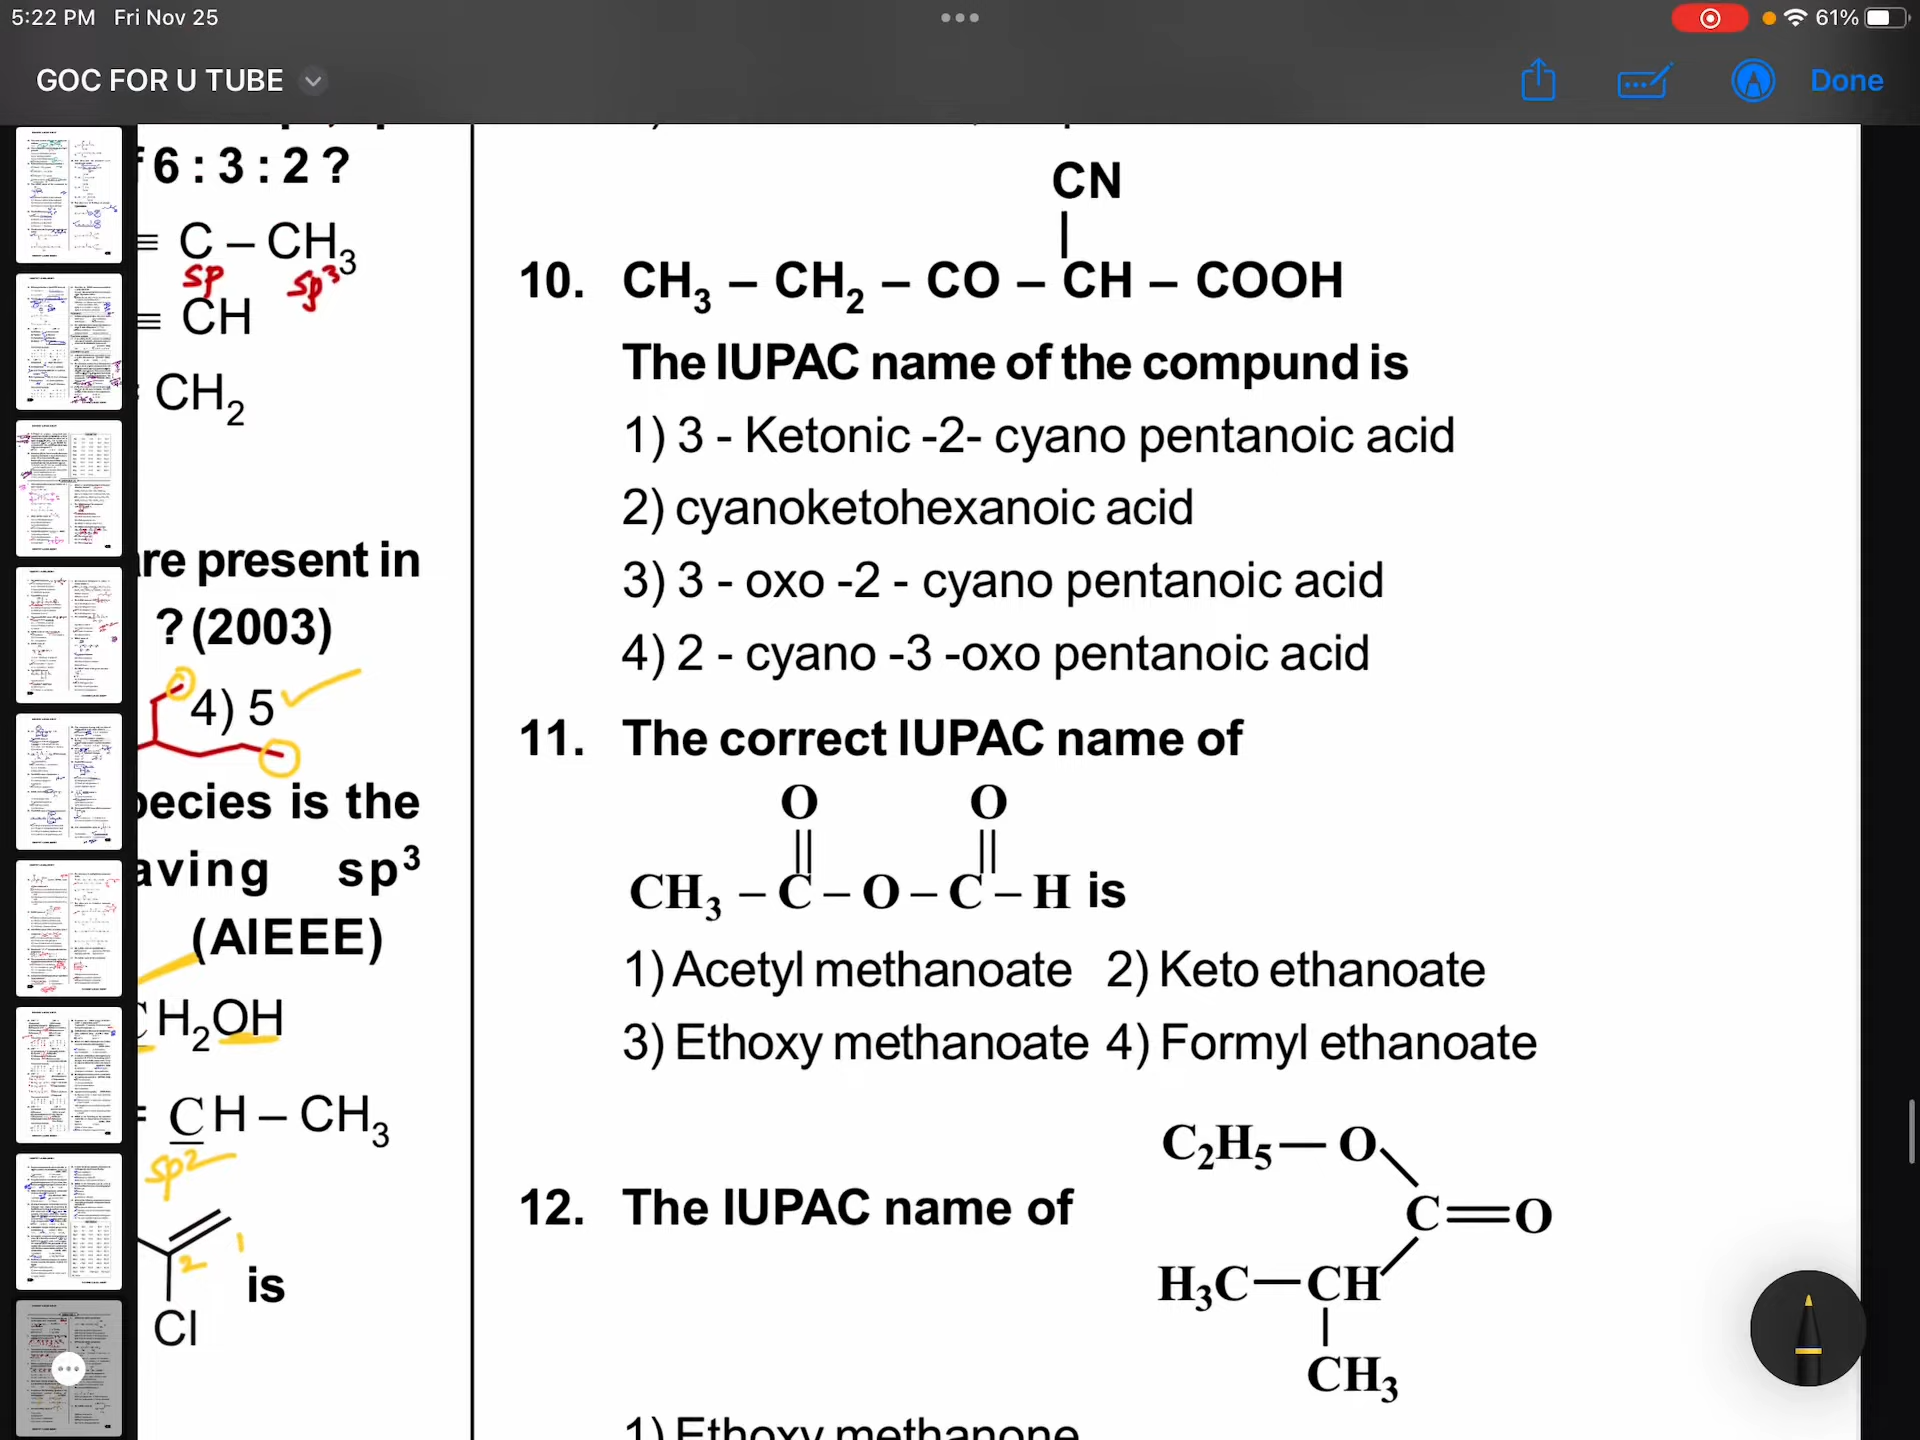 5:22 PM Fri Nov 25
61%
GOC FOR U TUBE
Done
6 : 3 : 2 ?
≡ C – CH₃
sp sp³
≡ CH
CH₂
are present in
? (2003)
4) 5
pecies is the
aving sp³
(AIEEE)
CH₂OH
= CH – CH₃
sp2
1
2
is
Cl
CN
10. CH₃ – CH₂ – CO – CH – COOH
The IUPAC name of the compund is
1) 3 - Ketonic -2- cyano pentanoic acid
2) cyanoketohexanoic acid
3) 3 - oxo -2 - cyano pentanoic acid
4) 2 - cyano -3 -oxo pentanoic acid
11. The correct IUPAC name of
O O
CH₃ – C – O – C – H is
1) Acetyl methanoate 2) Keto ethanoate
3) Ethoxy methanoate 4) Formyl ethanoate
C₂H₅ — O
12. The IUPAC name of
C=O
H₃C — CH
CH₃
1) Ethoxy methanone